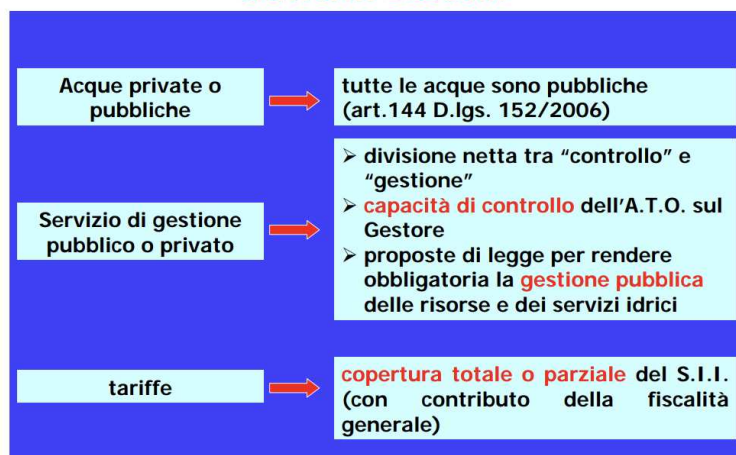 Acque private o
pubbliche
tutte le acque sono pubbliche
(art.144 D.lgs. 152/2006)
Servizio di gestione
pubblico o privato
➢ divisione netta tra “controllo” e
“gestione”
➢ capacità di controllo dell'A.T.O. sul
Gestore
➢ proposte di legge per rendere
obbligatoria la gestione pubblica
delle risorse e dei servizi idrici
tariffe
copertura totale o parziale del S.I.I.
(con contributo della fiscalità
generale)